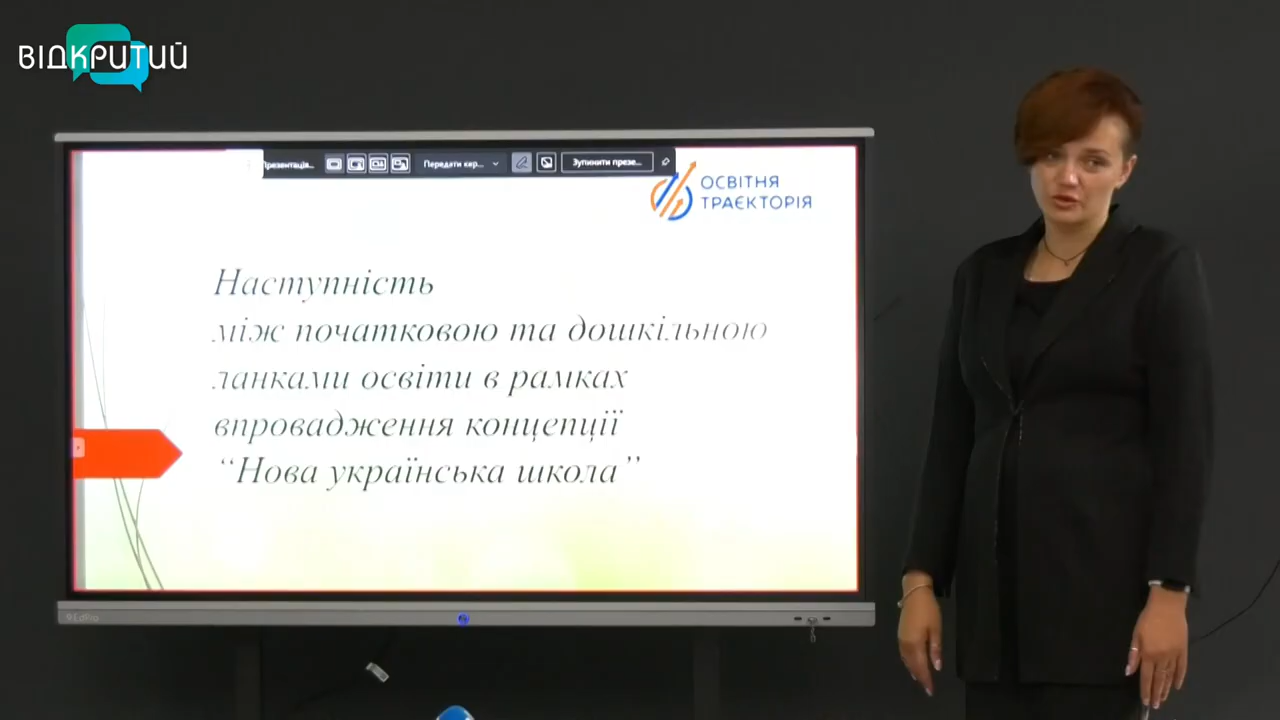 ВІДКРИТИЙ
Презентація...
Передати кер...
Зупинити презе...
ОСВІТНЯ
ТРАЄКТОРІЯ
Наступність
між початковою та дошкільною
ланками освіти в рамках
впровадження концепції
“Нова українська школа”
EdPro